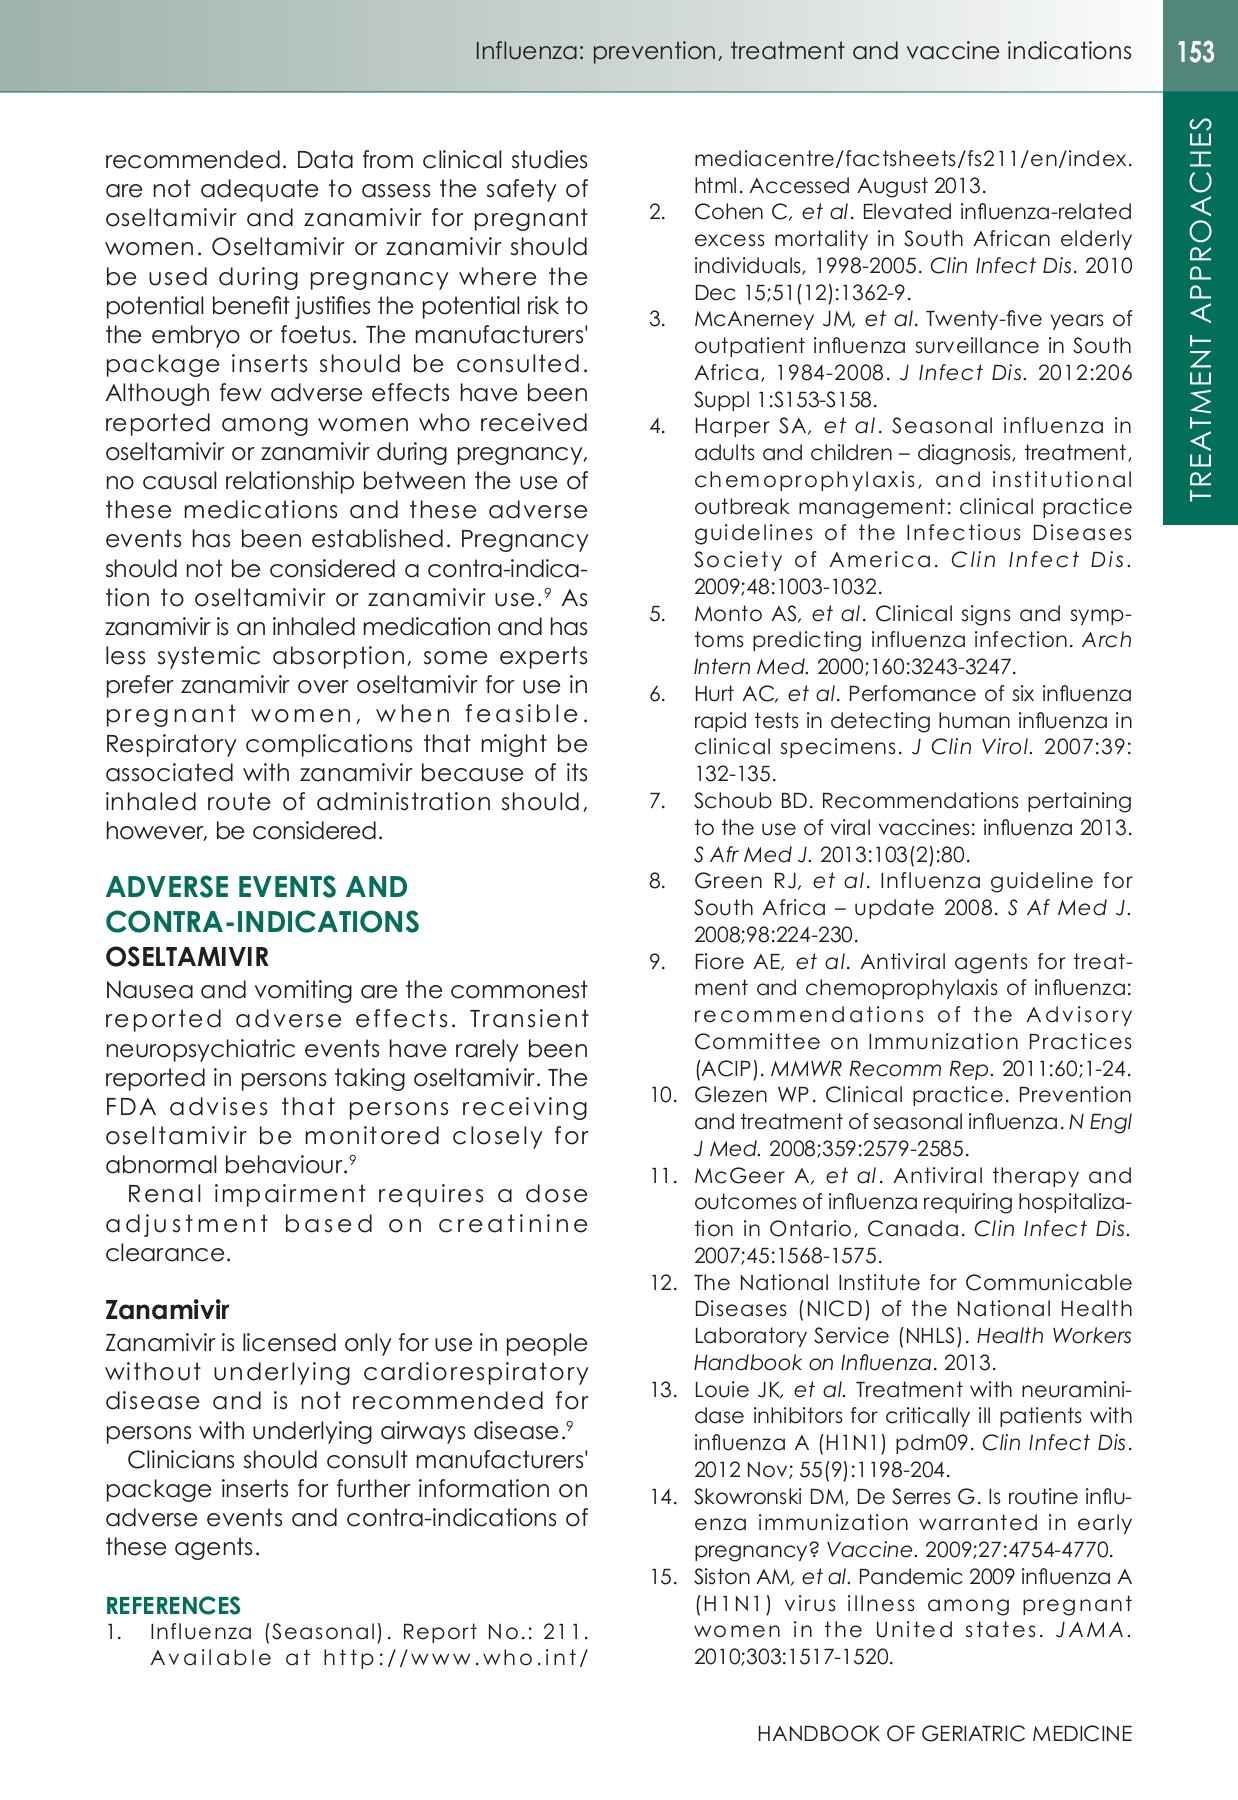 Influenza: prevention, treatment and vaccine indications
153
TREATMENT APPROACHES
recommended. Data from clinical studies
are not adequate to assess the safety of
oseltamivir and zanamivir for pregnant
women. Oseltamivir or zanamivir should
be used during pregnancy where the
potential benefit justifies the potential risk to
the embryo or foetus. The manufacturers'
package inserts should be consulted.
Although few adverse effects have been
reported among women who received
oseltamivir or zanamivir during pregnancy,
no causal relationship between the use of
these medications and these adverse
events has been established. Pregnancy
should not be considered a contra-indica-
tion to oseltamivir or zanamivir use.⁹ As
zanamivir is an inhaled medication and has
less systemic absorption, some experts
prefer zanamivir over oseltamivir for use in
pregnant women, when feasible.
Respiratory complications that might be
associated with zanamivir because of its
inhaled route of administration should,
however, be considered.
ADVERSE EVENTS AND
CONTRA-INDICATIONS
OSELTAMIVIR
Nausea and vomiting are the commonest
reported adverse effects. Transient
neuropsychiatric events have rarely been
reported in persons taking oseltamivir. The
FDA advises that persons receiving
oseltamivir be monitored closely for
abnormal behaviour.⁹
Renal impairment requires a dose
adjustment based on creatinine
clearance.
Zanamivir
Zanamivir is licensed only for use in people
without underlying cardiorespiratory
disease and is not recommended for
persons with underlying airways disease.⁹
Clinicians should consult manufacturers'
package inserts for further information on
adverse events and contra-indications of
these agents.
REFERENCES
1. Influenza (Seasonal). Report No.: 211.
Available at http://www.who.int/
mediacentre/factsheets/fs211/en/index.
html. Accessed August 2013.
2. Cohen C, et al. Elevated influenza-related
excess mortality in South African elderly
individuals, 1998-2005. Clin Infect Dis. 2010
Dec 15;51(12):1362-9.
3. McAnerney JM, et al. Twenty-five years of
outpatient influenza surveillance in South
Africa, 1984-2008. J Infect Dis. 2012:206
Suppl 1:S153-S158.
4. Harper SA, et al. Seasonal influenza in
adults and children – diagnosis, treatment,
chemoprophylaxis, and institutional
outbreak management: clinical practice
guidelines of the Infectious Diseases
Society of America. Clin Infect Dis.
2009;48:1003-1032.
5. Monto AS, et al. Clinical signs and symp-
toms predicting influenza infection. Arch
Intern Med. 2000;160:3243-3247.
6. Hurt AC, et al. Perfomance of six influenza
rapid tests in detecting human influenza in
clinical specimens. J Clin Virol. 2007:39:
132-135.
7. Schoub BD. Recommendations pertaining
to the use of viral vaccines: influenza 2013.
S Afr Med J. 2013:103(2):80.
8. Green RJ, et al. Influenza guideline for
South Africa – update 2008. S Af Med J.
2008;98:224-230.
9. Fiore AE, et al. Antiviral agents for treat-
ment and chemoprophylaxis of influenza:
recommendations of the Advisory
Committee on Immunization Practices
(ACIP). MMWR Recomm Rep. 2011:60;1-24.
10. Glezen WP. Clinical practice. Prevention
and treatment of seasonal influenza. N Engl
J Med. 2008;359:2579-2585.
11. McGeer A, et al. Antiviral therapy and
outcomes of influenza requiring hospitaliza-
tion in Ontario, Canada. Clin Infect Dis.
2007;45:1568-1575.
12. The National Institute for Communicable
Diseases (NICD) of the National Health
Laboratory Service (NHLS). Health Workers
Handbook on Influenza. 2013.
13. Louie JK, et al. Treatment with neuramini-
dase inhibitors for critically ill patients with
influenza A (H1N1) pdm09. Clin Infect Dis.
2012 Nov; 55(9):1198-204.
14. Skowronski DM, De Serres G. Is routine influ-
enza immunization warranted in early
pregnancy? Vaccine. 2009;27:4754-4770.
15. Siston AM, et al. Pandemic 2009 influenza A
(H1N1) virus illness among pregnant
women in the United states. JAMA.
2010;303:1517-1520.
HANDBOOK OF GERIATRIC MEDICINE